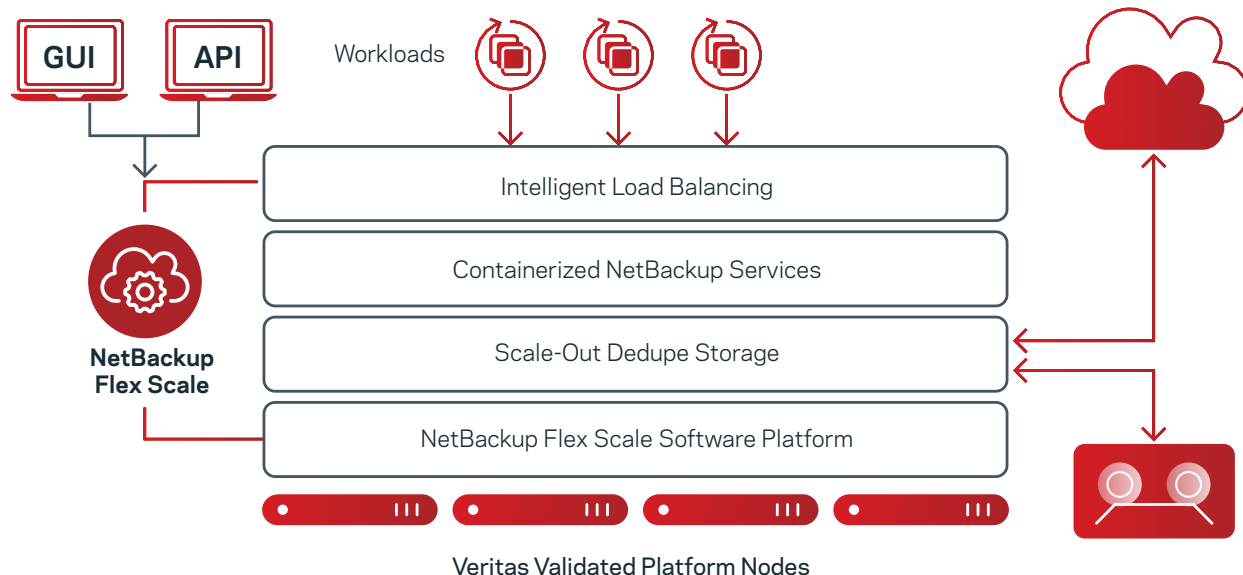 GUI
API
Workloads
Intelligent Load Balancing
Containerized NetBackup Services
Scale-Out Dedupe Storage
NetBackup
Flex Scale
NetBackup Flex Scale Software Platform
Veritas Validated Platform Nodes